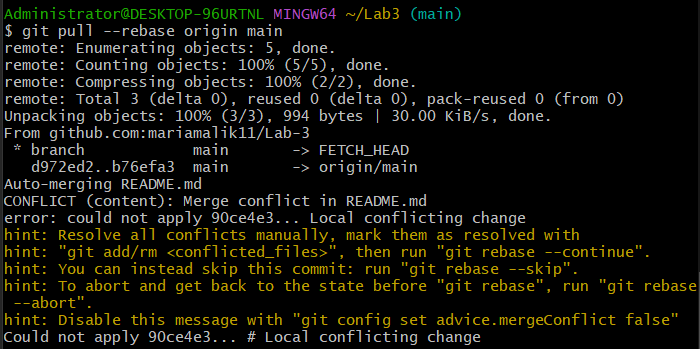 Administrator@DESKTOP-96URTNL MINGW64 ~/Lab3 (main)
$ git pull --rebase origin main
remote: Enumerating objects: 5, done.
remote: Counting objects: 100% (5/5), done.
remote: Compressing objects: 100% (2/2), done.
remote: Total 3 (delta 0), reused 0 (delta 0), pack-reused 0 (from 0)
Unpacking objects: 100% (3/3), 994 bytes | 30.00 KiB/s, done.
From github.com:mariamalik11/Lab-3
 * branch            main       -> FETCH_HEAD
   d972ed2..b76efa3  main       -> origin/main
Auto-merging README.md
CONFLICT (content): Merge conflict in README.md
error: could not apply 90ce4e3... Local conflicting change
hint: Resolve all conflicts manually, mark them as resolved with
hint: "git add/rm <conflicted_files>", then run "git rebase --continue".
hint: You can instead skip this commit: run "git rebase --skip".
hint: To abort and get back to the state before "git rebase", run "git rebase
 --abort".
hint: Disable this message with "git config set advice.mergeConflict false"
Could not apply 90ce4e3... # Local conflicting change